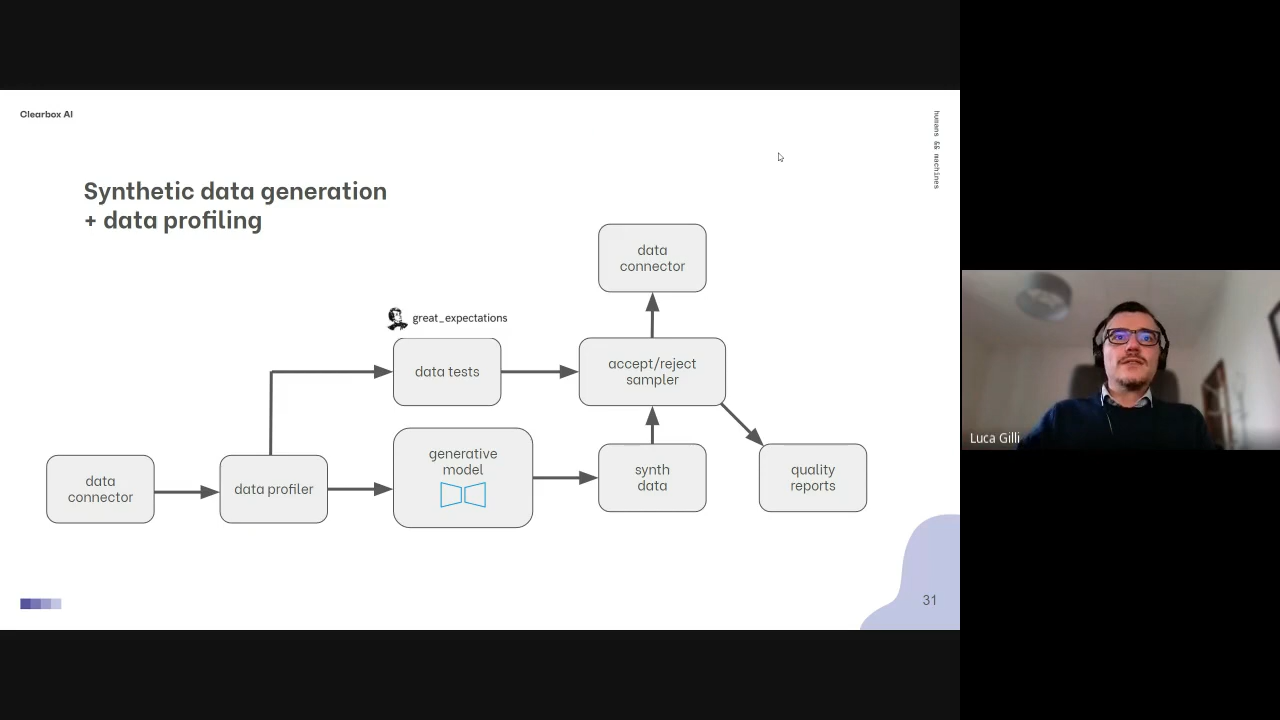 Clearbox AI
humans && machines
Synthetic data generation
+ data profiling
data
connector
great_expectations
data tests
accept/reject
sampler
generative
model
data
connector
data profiler
synth
data
quality
reports
Luca Gilli
31